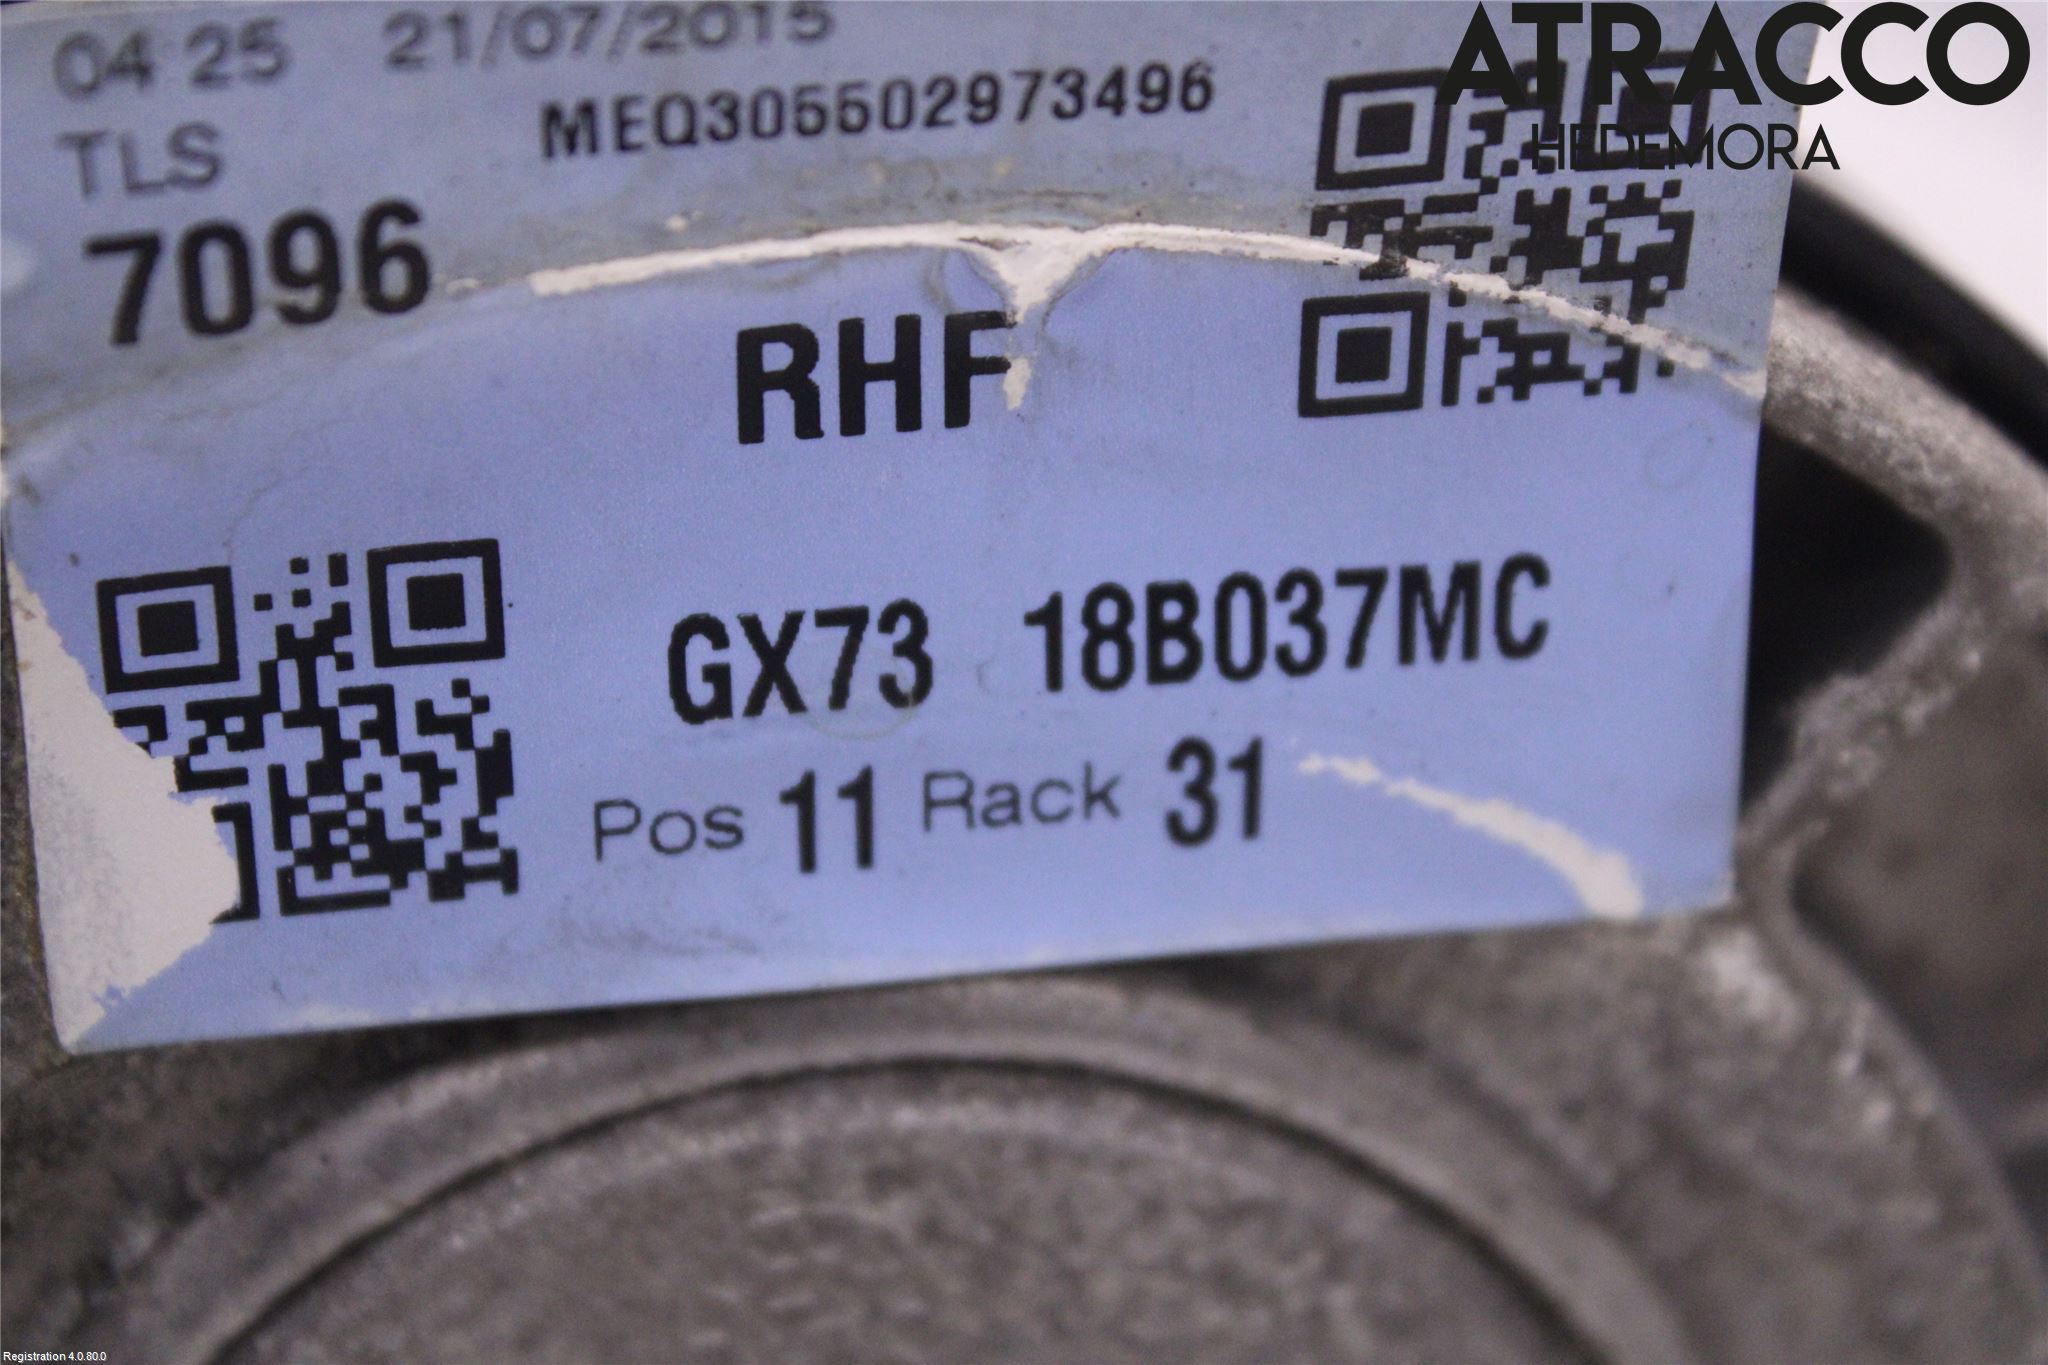 ATRACCO
HEDEMORA
04 25 21/07/2015
TLS MEQ305502973496
7096
RHF
GX73 18B037MC
Pos 11 Rack 31
Registration 4.0.80.0